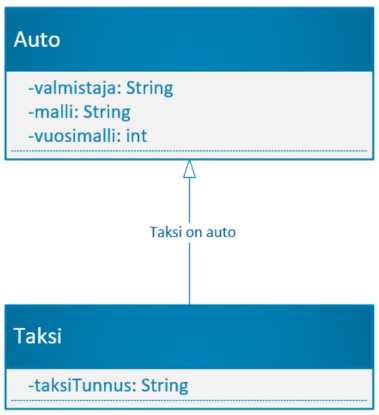 Auto
-valmistaja: String
-malli: String
-vuosimalli: int
Taksi on auto
Taksi
-taksiTunnus: String